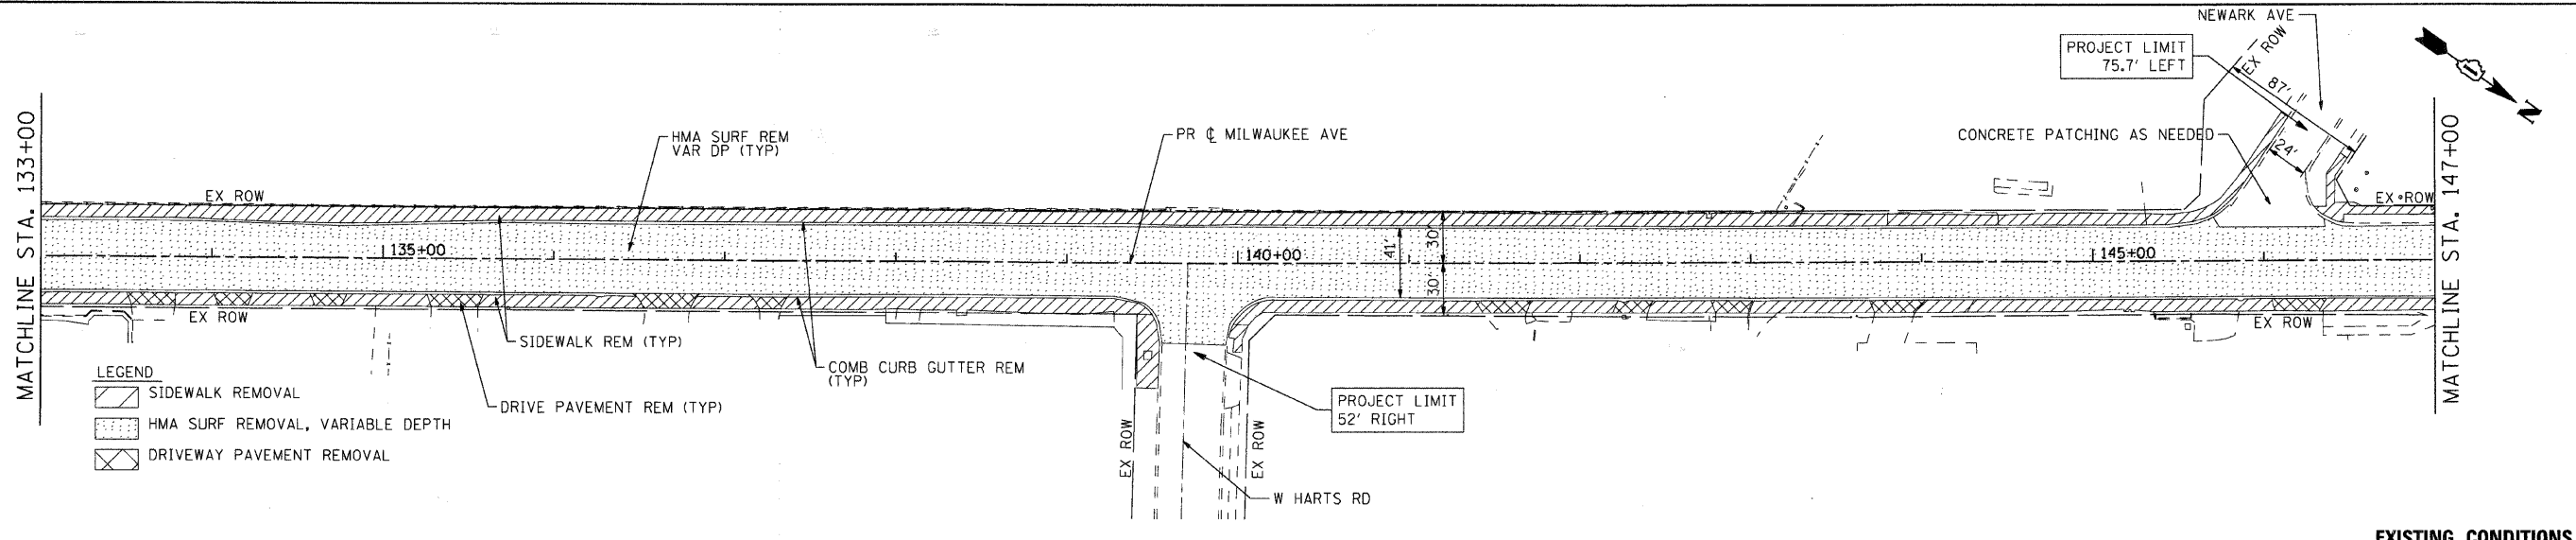 NEWARK AVE
PROJECT LIMIT
75.7' LEFT
EX ROW
87'
N
HMA SURF REM
VAR DP (TYP)
PR ℄ MILWAUKEE AVE
CONCRETE PATCHING AS NEEDED
24'
MATCHLINE STA. 133+00
MATCHLINE STA. 147+00
EX ROW
EX ROW
135+00
140+00
145+00
41'
30'
30'
EX ROW
EX ROW
SIDEWALK REM (TYP)
COMB CURB GUTTER REM
(TYP)
DRIVE PAVEMENT REM (TYP)
LEGEND
SIDEWALK REMOVAL
HMA SURF REMOVAL, VARIABLE DEPTH
DRIVEWAY PAVEMENT REMOVAL
PROJECT LIMIT
52' RIGHT
EX ROW
EX ROW
W HARTS RD
EXISTING CONDITIONS